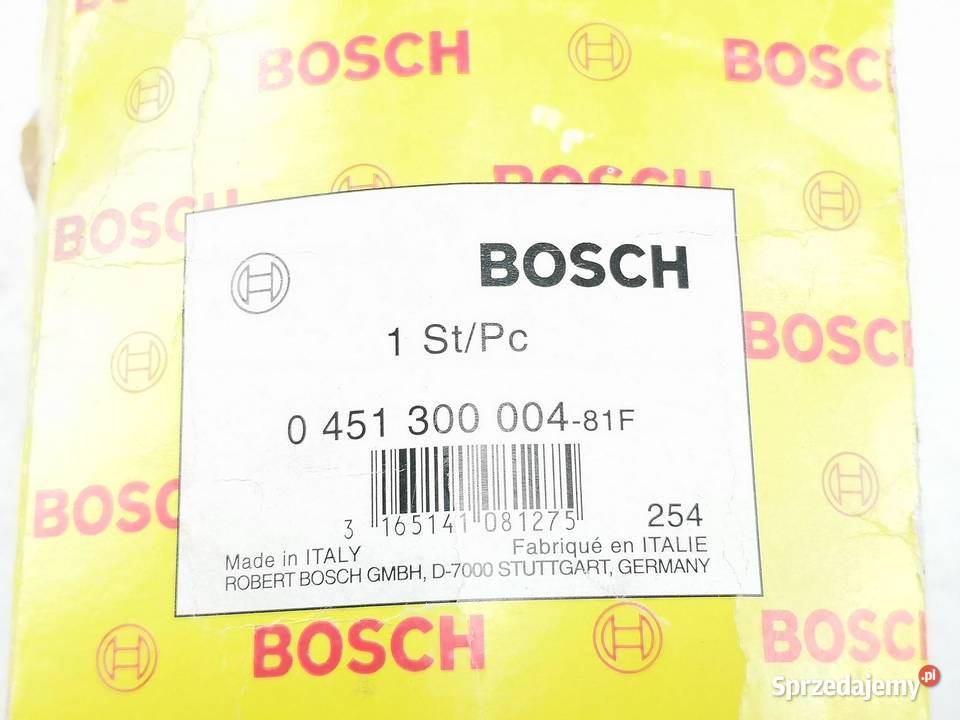 BOSCH
BOSCH
BOSCH
BOSCH
BOSCH
1 St/Pc
BOSCH
0 451 300 004-81F
BOSCH
3 165141 081275
254
Made in ITALY
Fabriqué en ITALIE
ROBERT BOSCH GMBH, D-7000 STUTTGART, GERMANY
BOSCH
BOSCH
Sprzedajemy.pl